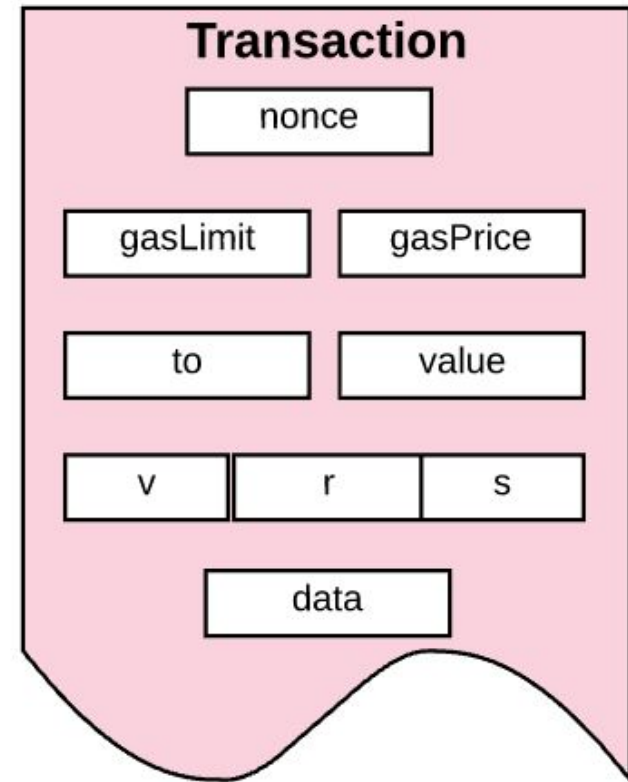 Transaction
nonce
gasLimit gasPrice
to value
v r s
data